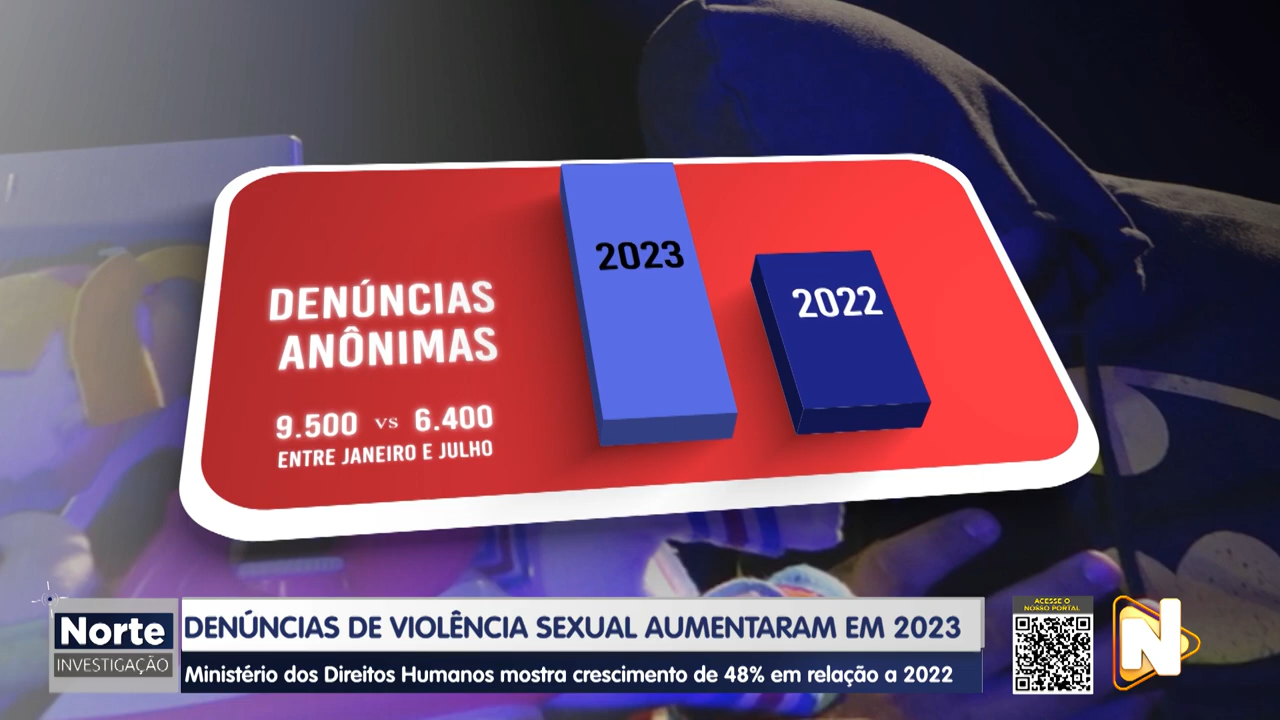 2023
2022
DENÚNCIAS
ANÔNIMAS
9.500 vs 6.400
ENTRE JANEIRO E JULHO
Norte
INVESTIGAÇÃO
DENÚNCIAS DE VIOLÊNCIA SEXUAL AUMENTARAM EM 2023
Ministério dos Direitos Humanos mostra crescimento de 48% em relação a 2022
ACESSE O
NOSSO PORTAL
N